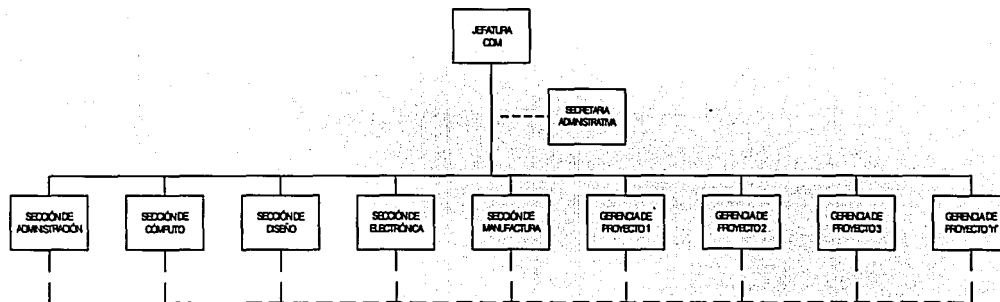 JEFATURA
CDM
SECRETARIA
ADMINISTRATIVA
SECCIÓN DE
ADMINISTRACIÓN
SECCIÓN DE
CÓMPUTO
SECCIÓN DE
DISEÑO
SECCIÓN DE
ELECTRÓNICA
SECCIÓN DE
MANUFACTURA
GERENCIA DE
PROYECTO 1
GERENCIA DE
PROYECTO 2
GERENCIA DE
PROYECTO 3
GERENCIA DE